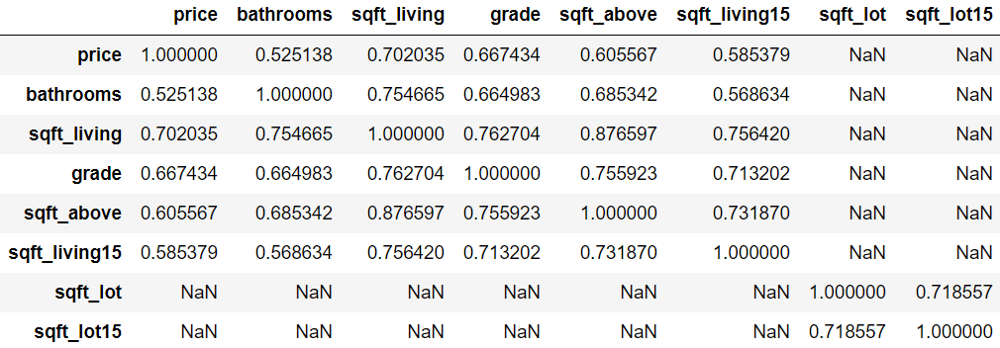 price bathrooms sqft_living grade sqft_above sqft_living15 sqft_lot sqft_lot15
price 1.000000 0.525138 0.702035 0.667434 0.605567 0.585379 NaN NaN
bathrooms 0.525138 1.000000 0.754665 0.664983 0.685342 0.568634 NaN NaN
sqft_living 0.702035 0.754665 1.000000 0.762704 0.876597 0.756420 NaN NaN
grade 0.667434 0.664983 0.762704 1.000000 0.755923 0.713202 NaN NaN
sqft_above 0.605567 0.685342 0.876597 0.755923 1.000000 0.731870 NaN NaN
sqft_living15 0.585379 0.568634 0.756420 0.713202 0.731870 1.000000 NaN NaN
sqft_lot NaN NaN NaN NaN NaN NaN 1.000000 0.718557
sqft_lot15 NaN NaN NaN NaN NaN NaN 0.718557 1.000000